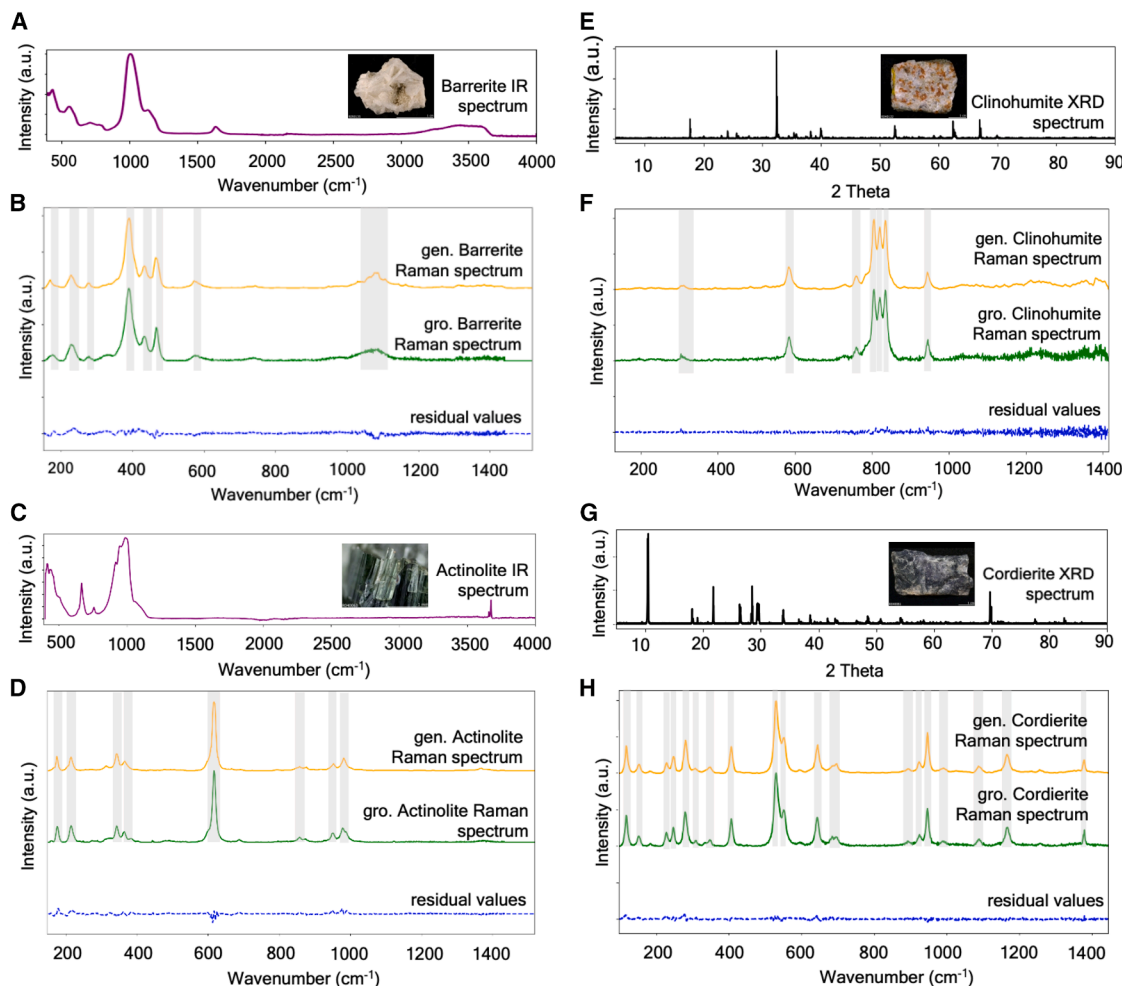 A
Intensity (a.u.)
Barrerite IR
spectrum
500 1000 1500 2000 2500 3000 3500 4000
Wavenumber (cm-1)
B
Intensity (a.u.)
gen. Barrerite
Raman spectrum
gro. Barrerite
Raman spectrum
residual values
200 400 600 800 1000 1200 1400
Wavenumber (cm-1)
C
Intensity (a.u.)
Actinolite IR
spectrum
500 1000 1500 2000 2500 3000 3500 4000
Wavenumber (cm-1)
D
Intensity (a.u.)
gen. Actinolite
Raman spectrum
gro. Actinolite Raman
spectrum
residual values
200 400 600 800 1000 1200 1400
Wavenumber (cm-1)
E
Intensity (a.u.)
Clinohumite XRD
spectrum
10 20 30 40 50 60 70 80 90
2 Theta
F
Intensity (a.u.)
gen. Clinohumite
Raman spectrum
gro. Clinohumite
Raman spectrum
residual values
200 400 600 800 1000 1200 1400
Wavenumber (cm-1)
G
Intensity (a.u.)
Cordierite XRD
spectrum
10 20 30 40 50 60 70 80 90
2 Theta
H
Intensity (a.u.)
gen. Cordierite
Raman spectrum
gro. Cordierite
Raman spectrum
residual values
200 400 600 800 1000 1200 1400
Wavenumber (cm-1)